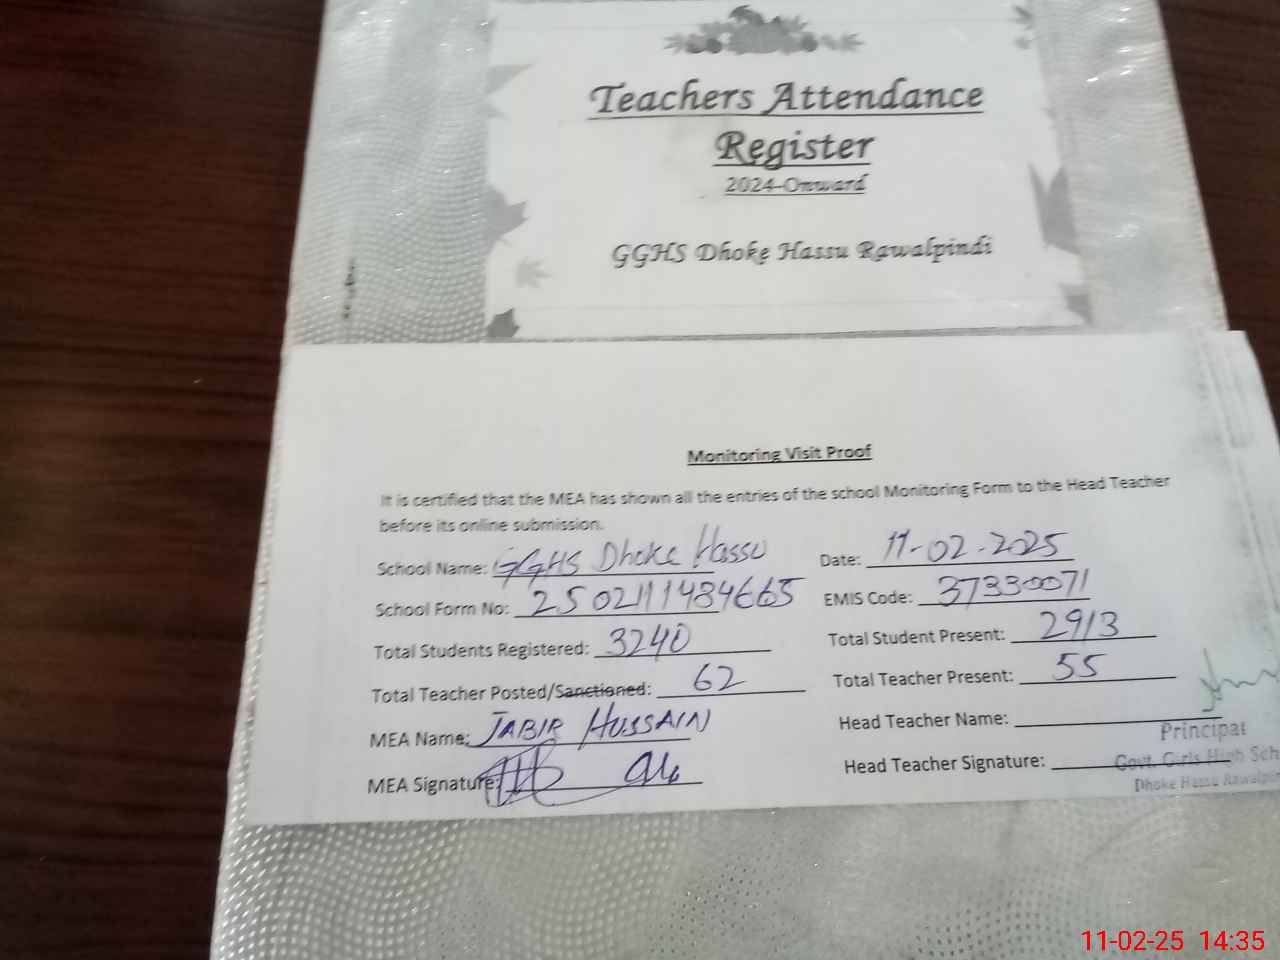 Teachers Attendance
Register
2024-Onward
GGHS Dhoke Hassu Rawalpindi
Monitoring Visit Proof
It is certified that the MEA has shown all the entries of the school Monitoring Form to the Head Teacher
before its online submission.
School Name: GGHS Dhoke Hassu Date: 11-02-2025
School Form No: 2502111484665 EMIS Code: 37330071
Total Students Registered: 3240 Total Student Present: 2913
Total Teacher Posted/Sanctioned: 62 Total Teacher Present: 55
MEA Name: JABIR HUSSAIN Head Teacher Name:
Principal
MEA Signature: Head Teacher Signature: Govt. Girls High Sch
Dhoke Hassu Rawalpin
11-02-25 14:35